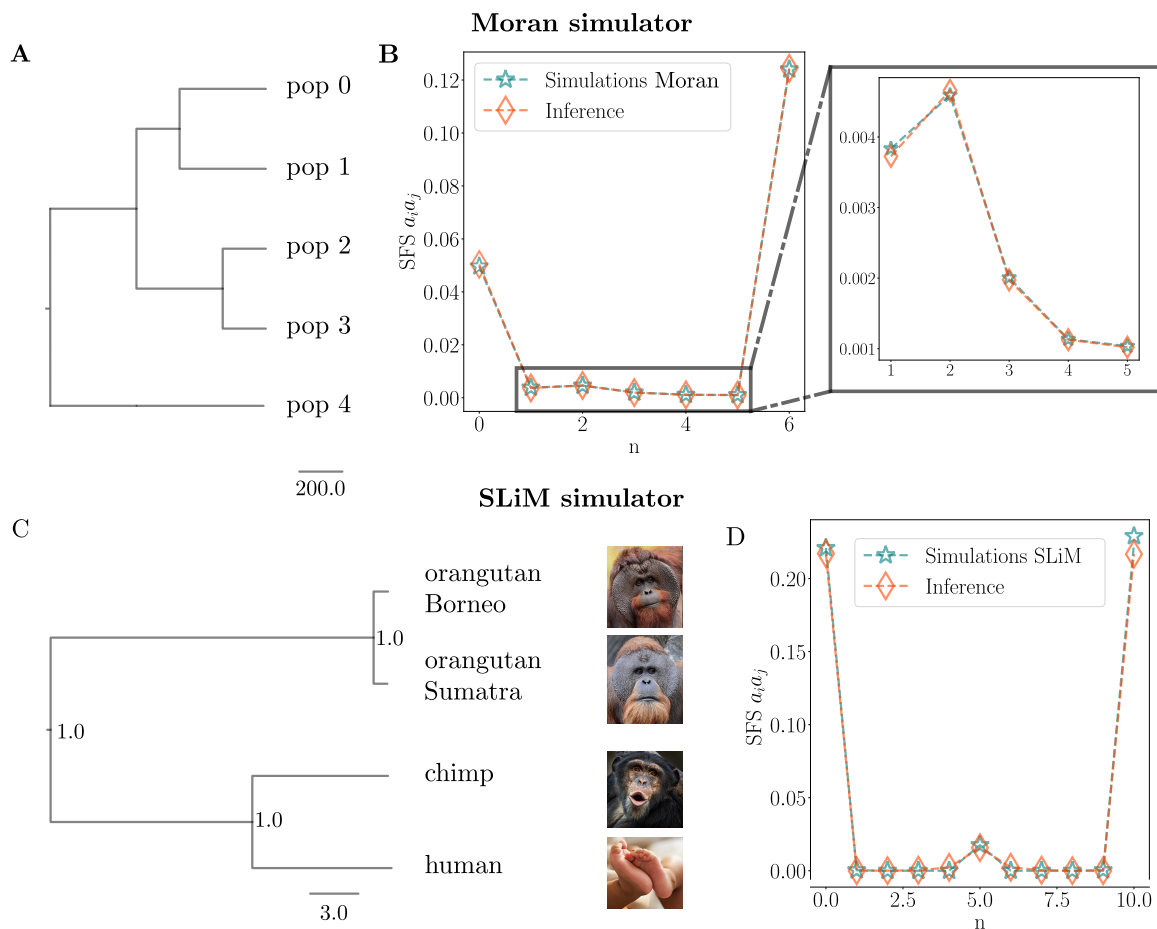 Moran simulator
A
pop 0
pop 1
pop 2
pop 3
pop 4
200.0
B
Simulations Moran
Inference
SFS a_i a_j
0.12
0.10
0.08
0.06
0.04
0.02
0.00
0 2 4 6
n
0.004
0.003
0.002
0.001
1 2 3 4 5
SLiM simulator
C
orangutan
Borneo
1.0
orangutan
Sumatra
1.0
chimp
1.0
human
3.0
D
Simulations SLiM
Inference
SFS a_i a_j
0.20
0.15
0.10
0.05
0.00
0.0 2.5 5.0 7.5 10.0
n